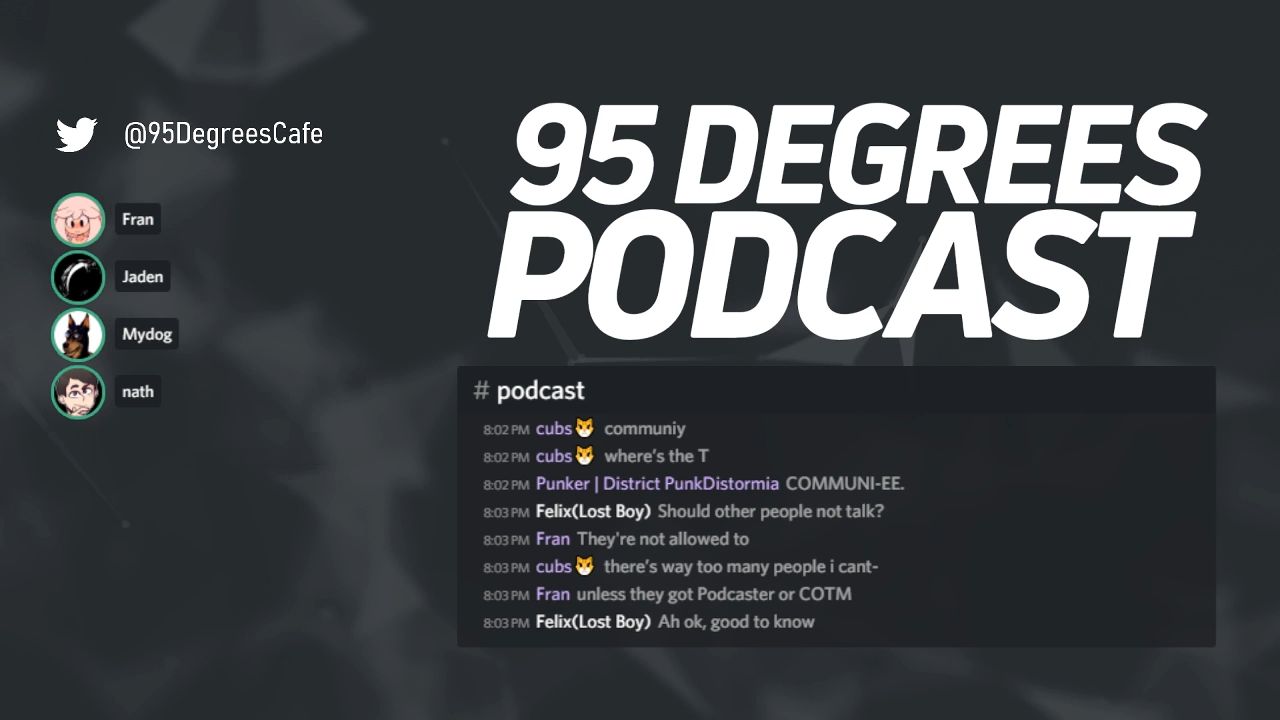 @95DegreesCafe
Fran
Jaden
Mydog
nath
95 DEGREES
PODCAST
# podcast
8:02 PM cubs🐯 communiy
8:02 PM cubs🐯 where's the T
8:02 PM Punker | District PunkDistormia COMMUNI-EE.
8:03 PM Felix(Lost Boy) Should other people not talk?
8:03 PM Fran They're not allowed to
8:03 PM cubs🐯 there's way too many people i cant-
8:03 PM Fran unless they got Podcaster or COTM
8:03 PM Felix(Lost Boy) Ah ok, good to know